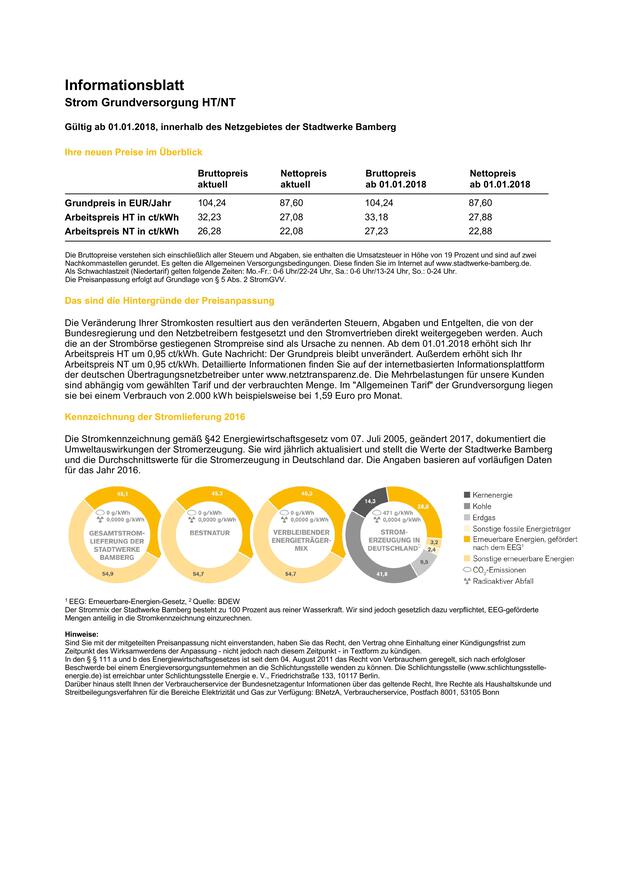 Informationsblatt
Strom Grundversorgung HT/NT
Gültig ab 01.01.2018, innerhalb des Netzgebietes der Stadtwerke Bamberg
Ihre neuen Preise im Überblick
Bruttopreis aktuell Nettopreis aktuell Bruttopreis ab 01.01.2018 Nettopreis ab 01.01.2018
Grundpreis in EUR/Jahr 104,24 87,60 104,24 87,60
Arbeitspreis HT in ct/kWh 32,23 27,08 33,18 27,88
Arbeitspreis NT in ct/kWh 26,28 22,08 27,23 22,88
Die Bruttopreise verstehen sich einschließlich aller Steuern und Abgaben, sie enthalten die Umsatzsteuer in Höhe von 19 Prozent und sind auf zwei
Nachkommastellen gerundet. Es gelten die Allgemeinen Versorgungsbedingungen. Diese finden Sie im Internet auf www.stadtwerke-bamberg.de.
Als Schwachlastzeit (Niedertarif) gelten folgende Zeiten: Mo.-Fr.: 0-6 Uhr/22-24 Uhr, Sa.: 0-6 Uhr/13-24 Uhr, So.: 0-24 Uhr.
Die Preisanpassung erfolgt auf Grundlage von § 5 Abs. 2 StromGVV.
Das sind die Hintergründe der Preisanpassung
Die Veränderung Ihrer Stromkosten resultiert aus den veränderten Steuern, Abgaben und Entgelten, die von der
Bundesregierung und den Netzbetreibern festgesetzt und den Stromvertrieben direkt weitergegeben werden. Auch
die an der Strombörse gestiegenen Strompreise sind als Ursache zu nennen. Ab dem 01.01.2018 erhöht sich Ihr
Arbeitspreis HT um 0,95 ct/kWh. Gute Nachricht: Der Grundpreis bleibt unverändert. Außerdem erhöht sich Ihr
Arbeitspreis NT um 0,95 ct/kWh. Detaillierte Informationen finden Sie auf der internetbasierten Informationsplattform
der deutschen Übertragungsnetzbetreiber unter www.netztransparenz.de. Die Mehrbelastungen für unsere Kunden
sind abhängig vom gewählten Tarif und der verbrauchten Menge. Im "Allgemeinen Tarif" der Grundversorgung liegen
sie bei einem Verbrauch von 2.000 kWh beispielsweise bei 1,59 Euro pro Monat.
Kennzeichnung der Stromlieferung 2016
Die Stromkennzeichnung gemäß §42 Energiewirtschaftsgesetz vom 07. Juli 2005, geändert 2017, dokumentiert die
Umweltauswirkungen der Stromerzeugung. Sie wird jährlich aktualisiert und stellt die Werte der Stadtwerke Bamberg
und die Durchschnittswerte für die Stromerzeugung in Deutschland dar. Die Angaben basieren auf vorläufigen Daten
für das Jahr 2016.
45,1
0 g/kWh
0,0000 g/kWh
GESAMTSTROM-
LIEFERUNG DER
STADTWERKE
BAMBERG
54,9
45,3
0 g/kWh
0,0000 g/kWh
BESTNATUR
54,7
45,3
0 g/kWh
0,0000 g/kWh
VERBLEIBENDER
ENERGIETRÄGER-
MIX
54,7
14,3
28,8
471 g/kWh
0,0004 g/kWh
STROM-
ERZEUGUNG IN
DEUTSCHLAND²
3,2
2,4
9,5
41,8
Kernenergie
Kohle
Erdgas
Sonstige fossile Energieträger
Erneuerbare Energien, gefördert
nach dem EEG¹
Sonstige erneuerbare Energien
CO₂-Emissionen
Radioaktiver Abfall
¹ EEG: Erneuerbare-Energien-Gesetz, ² Quelle: BDEW
Der Strommix der Stadtwerke Bamberg besteht zu 100 Prozent aus reiner Wasserkraft. Wir sind jedoch gesetzlich dazu verpflichtet, EEG-geförderte
Mengen anteilig in die Stromkennzeichnung einzurechnen.
Hinweise:
Sind Sie mit der mitgeteilten Preisanpassung nicht einverstanden, haben Sie das Recht, den Vertrag ohne Einhaltung einer Kündigungsfrist zum
Zeitpunkt des Wirksamwerdens der Anpassung - nicht jedoch nach diesem Zeitpunkt - in Textform zu kündigen.
In den § § 111 a und b des Energiewirtschaftsgesetzes ist seit dem 04. August 2011 das Recht von Verbrauchern geregelt, sich nach erfolgloser
Beschwerde bei einem Energieversorgungsunternehmen an die Schlichtungsstelle wenden zu können. Die Schlichtungsstelle (www.schlichtungsstelle-
energie.de) ist erreichbar unter Schlichtungsstelle Energie e. V., Friedrichstraße 133, 10117 Berlin.
Darüber hinaus stellt Ihnen der Verbraucherservice der Bundesnetzagentur Informationen über das geltende Recht, Ihre Rechte als Haushaltskunde und
Streitbeilegungsverfahren für die Bereiche Elektrizität und Gas zur Verfügung: BNetzA, Verbraucherservice, Postfach 8001, 53105 Bonn